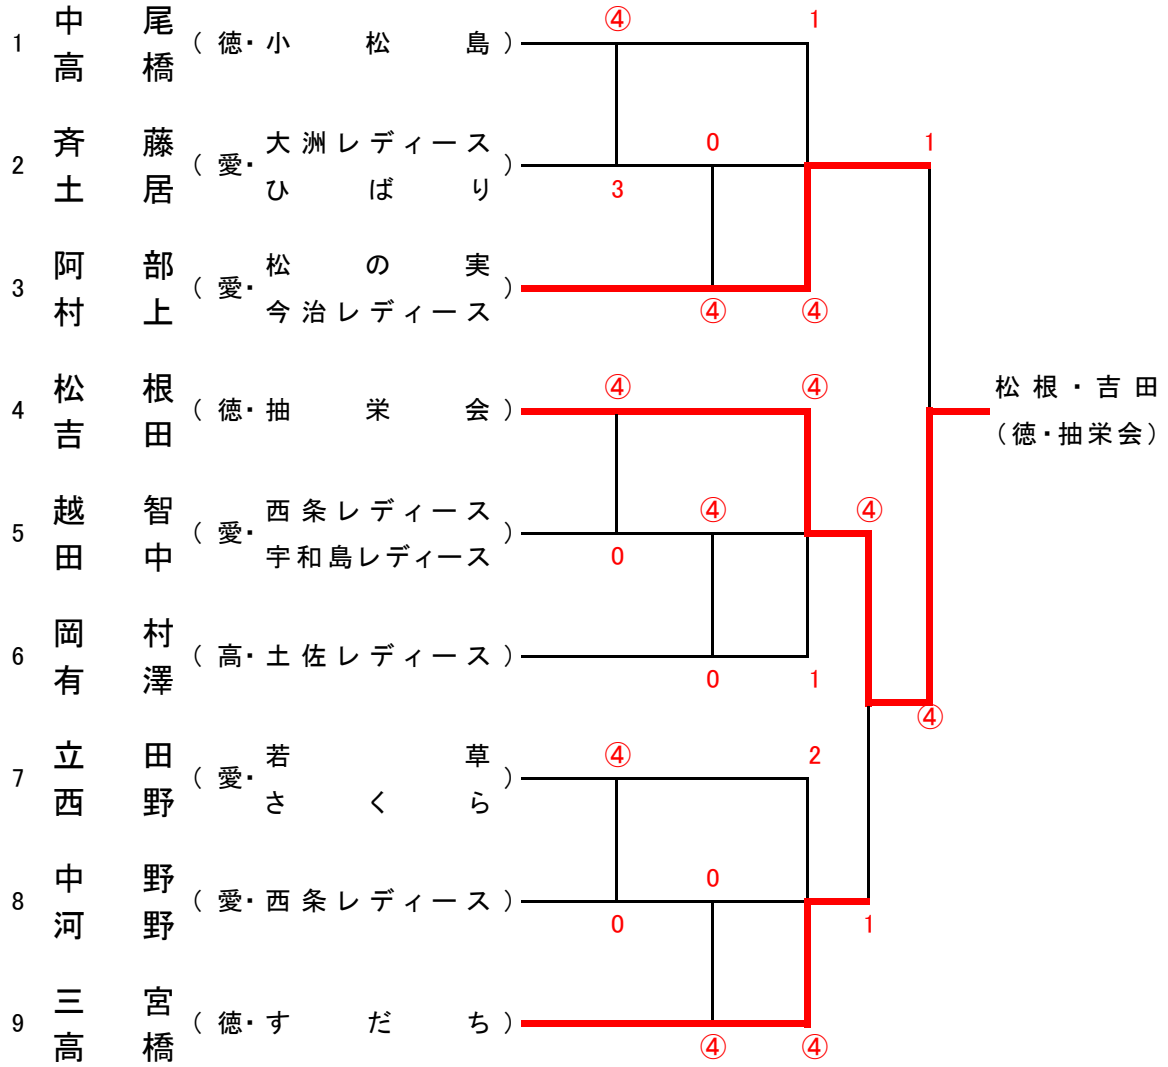 ④ 1
中尾
1 (徳・小松島)
高橋
斉藤 大洲レディース 0 1
2 (愛・ )
土居 ひばり 3
阿部 松の実
3 (愛・ )
村上 今治レディース ④ ④
松根 ④ ④ 松根・吉田
4 (徳・抽栄会)
吉田 (徳・抽栄会)
越智 西条レディース ④ ④
5 (愛・ )
田中 宇和島レディース 0
岡村
6 (高・土佐レディース)
有澤 0 1
④
立田 若草 ④ 2
7 (愛・ )
西野 さくら
中野 0
8 (愛・西条レディース)
河野 0 1
三宮
9 (徳・すだち)
高橋 ④ ④